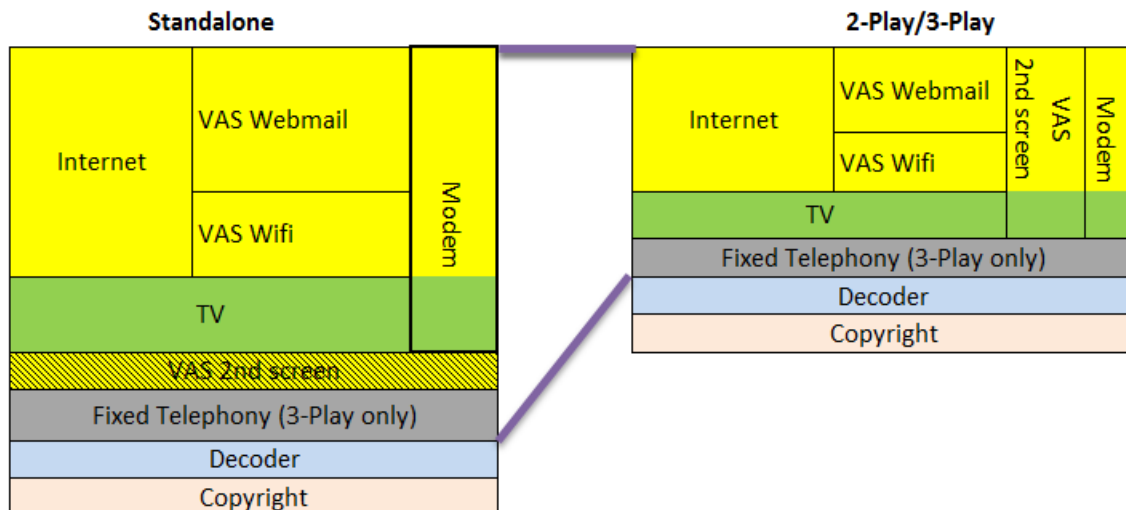 Standalone
Internet
VAS Webmail
VAS Wifi
Modem
TV
VAS 2nd screen
Fixed Telephony (3-Play only)
Decoder
Copyright
2-Play/3-Play
Internet
VAS Webmail
VAS Wifi
VAS
2nd screen
Modem
TV
Fixed Telephony (3-Play only)
Decoder
Copyright